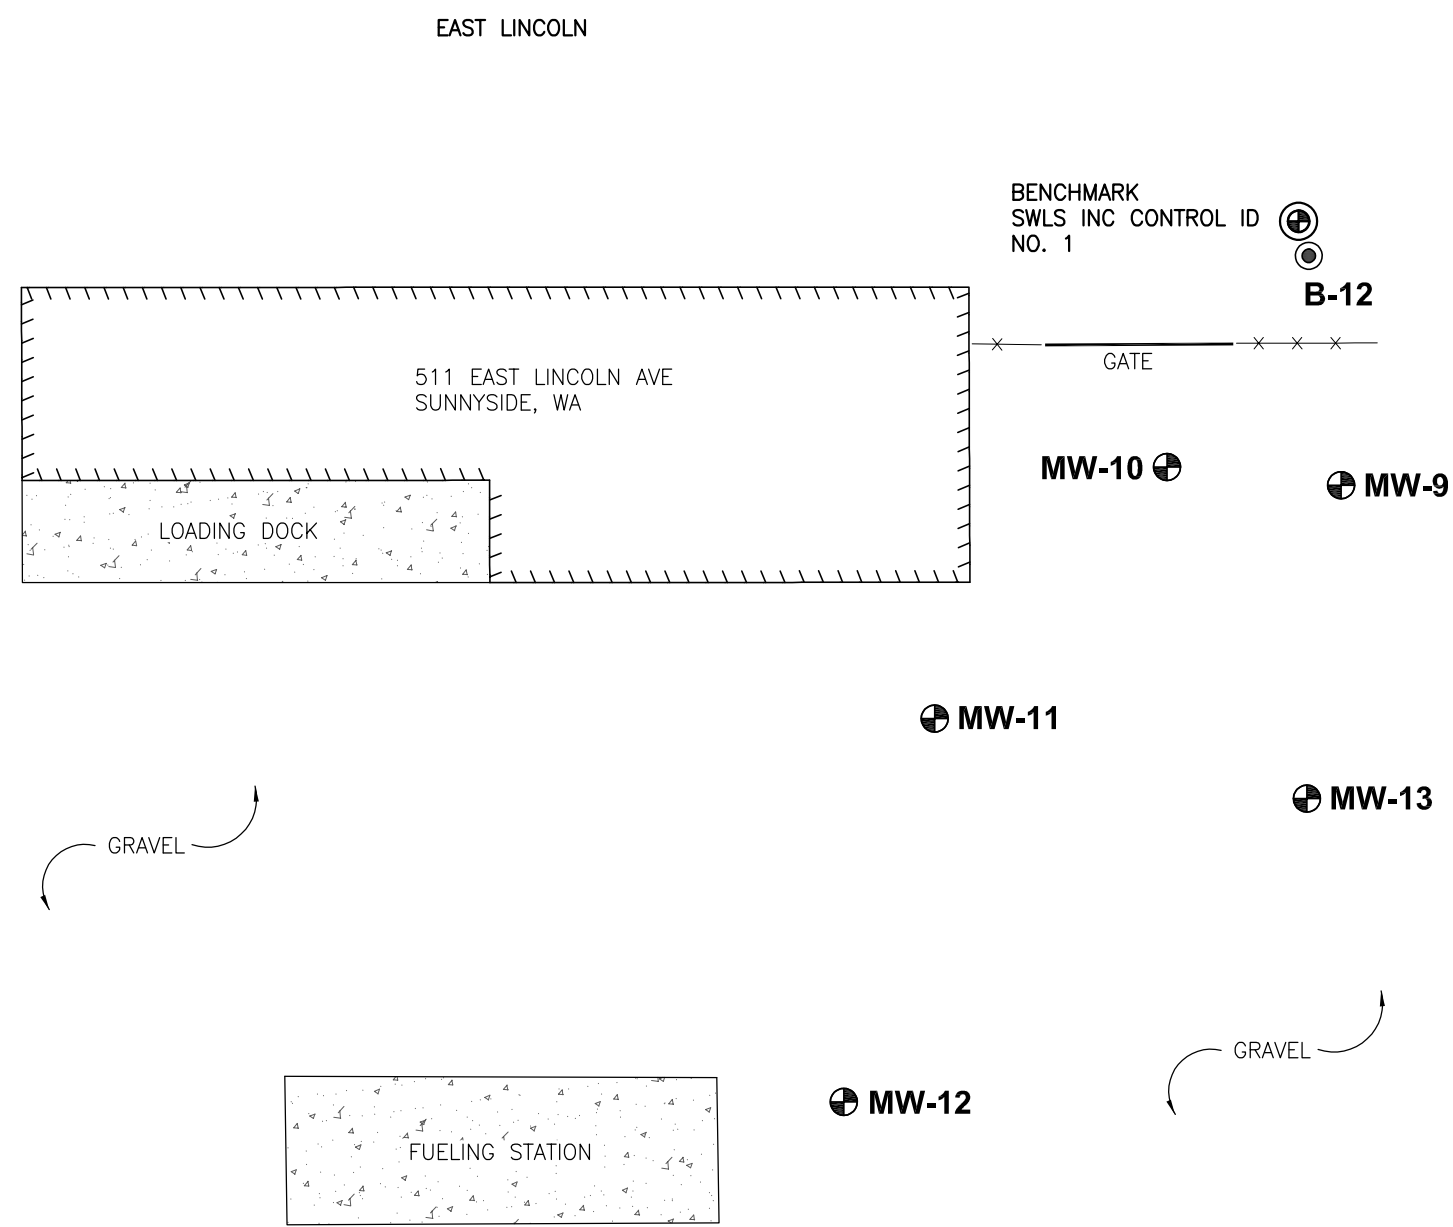 EAST LINCOLN
BENCHMARK
SWLS INC CONTROL ID
NO. 1
B-12
GATE
511 EAST LINCOLN AVE
SUNNYSIDE, WA
MW-10
MW-9
LOADING DOCK
MW-11
MW-13
GRAVEL
GRAVEL
MW-12
FUELING STATION